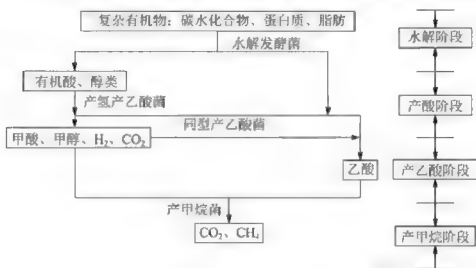 复杂有机物：碳水化合物、蛋白质、脂肪
水解发酵菌
有机酸、醇类
产氢产乙酸菌
同型产乙酸菌
甲酸、甲醇、H₂、CO₂
乙酸
产甲烷菌
CO₂、CH₄
水解阶段
产酸阶段
产乙酸阶段
产甲烷阶段